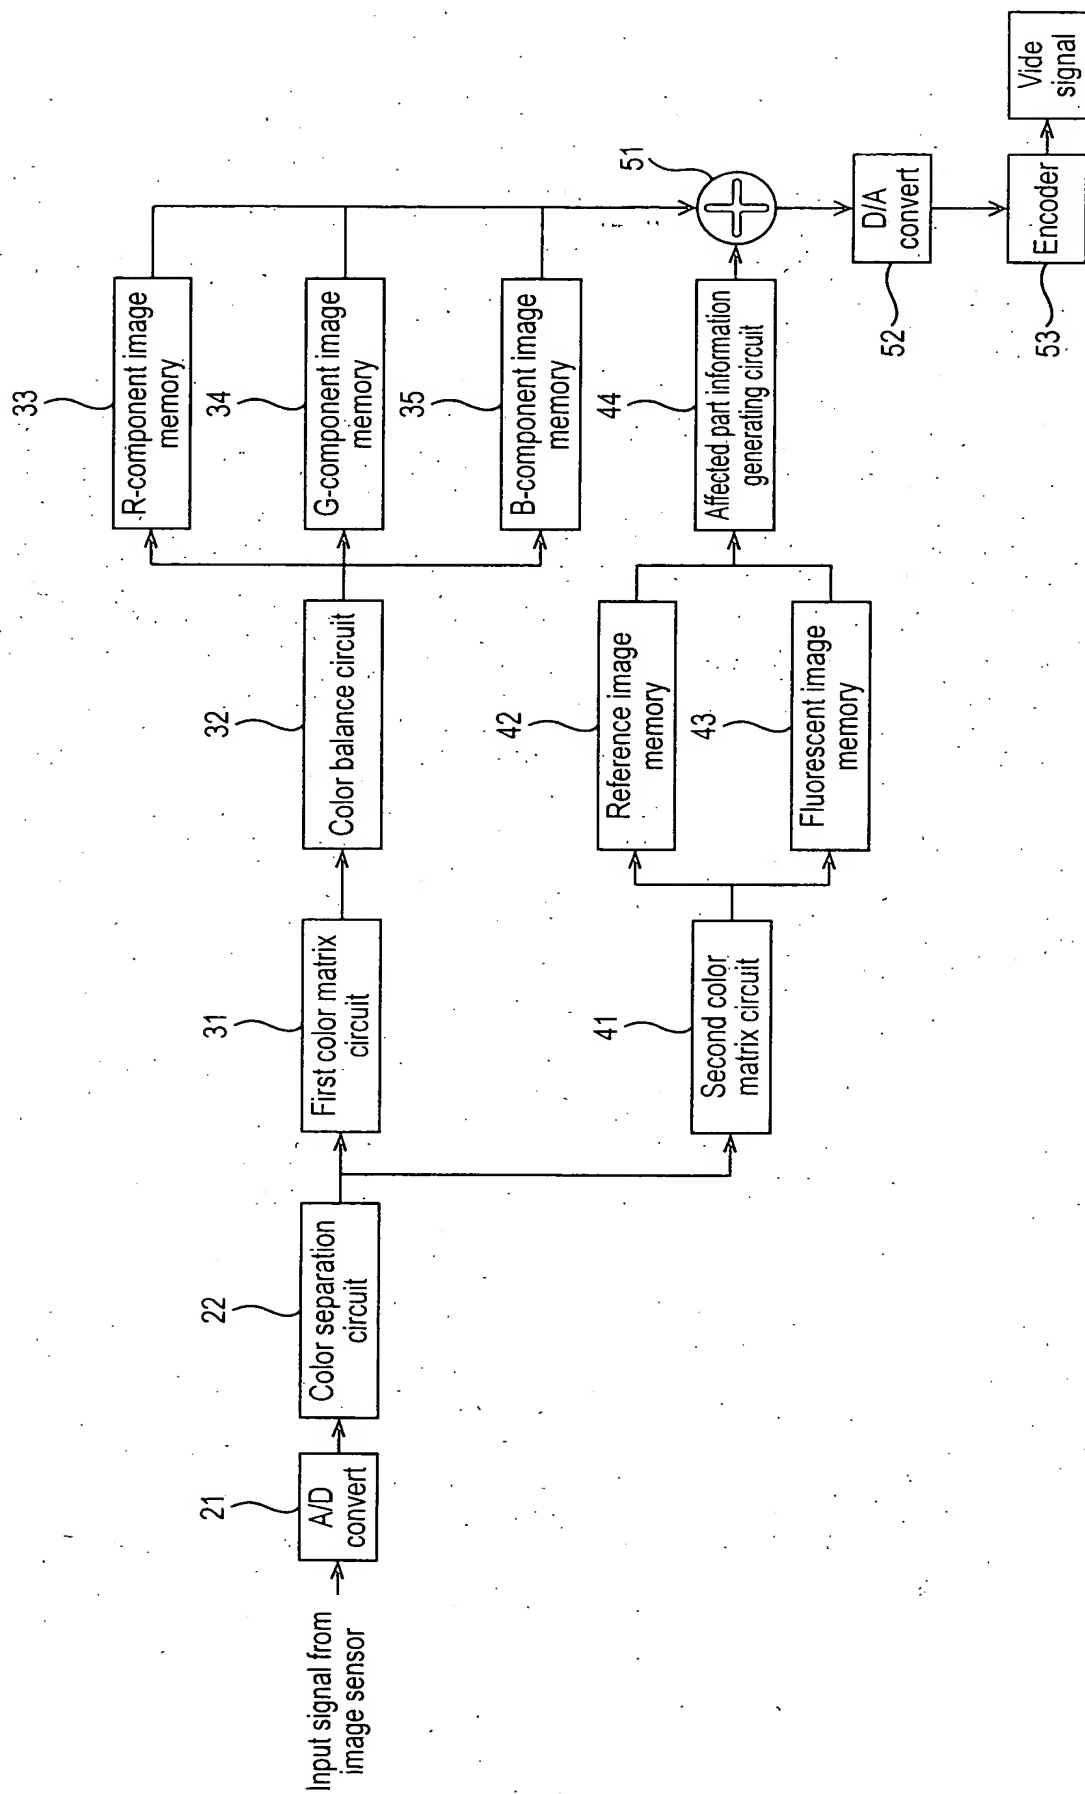 Input signal from
image sensor
21
A/D
convert
22
Color separation
circuit
31
First color matrix
circuit
32
Color balance circuit
33
R-component image
memory
34
G-component image
memory
35
B-component image
memory
41
Second color
matrix circuit
42
Reference image
memory
43
Fluorescent image
memory
44
Affected part information
generating circuit
51
52
D/A
convert
53
Encoder
Vide
signal